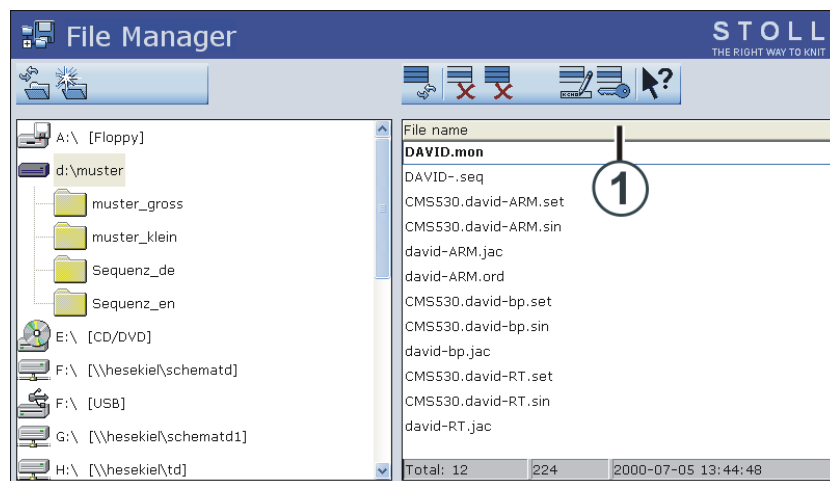 File Manager
STOLL
THE RIGHT WAY TO KNIT
A:\ [Floppy]
d:\muster
muster_gross
muster_klein
Sequenz_de
Sequenz_en
E:\ [CD/DVD]
F:\ [\\hesekiel\schematd]
F:\ [USB]
G:\ [\\hesekiel\schematd1]
H:\ [\\hesekiel\td]
ECHO
?
File name
DAVID.mon
DAVID-.seq
CMS530.david-ARM.set
CMS530.david-ARM.sin
david-ARM.jac
david-ARM.ord
CMS530.david-bp.set
CMS530.david-bp.sin
david-bp.jac
CMS530.david-RT.set
CMS530.david-RT.sin
david-RT.jac
1
Total: 12 224 2000-07-05 13:44:48